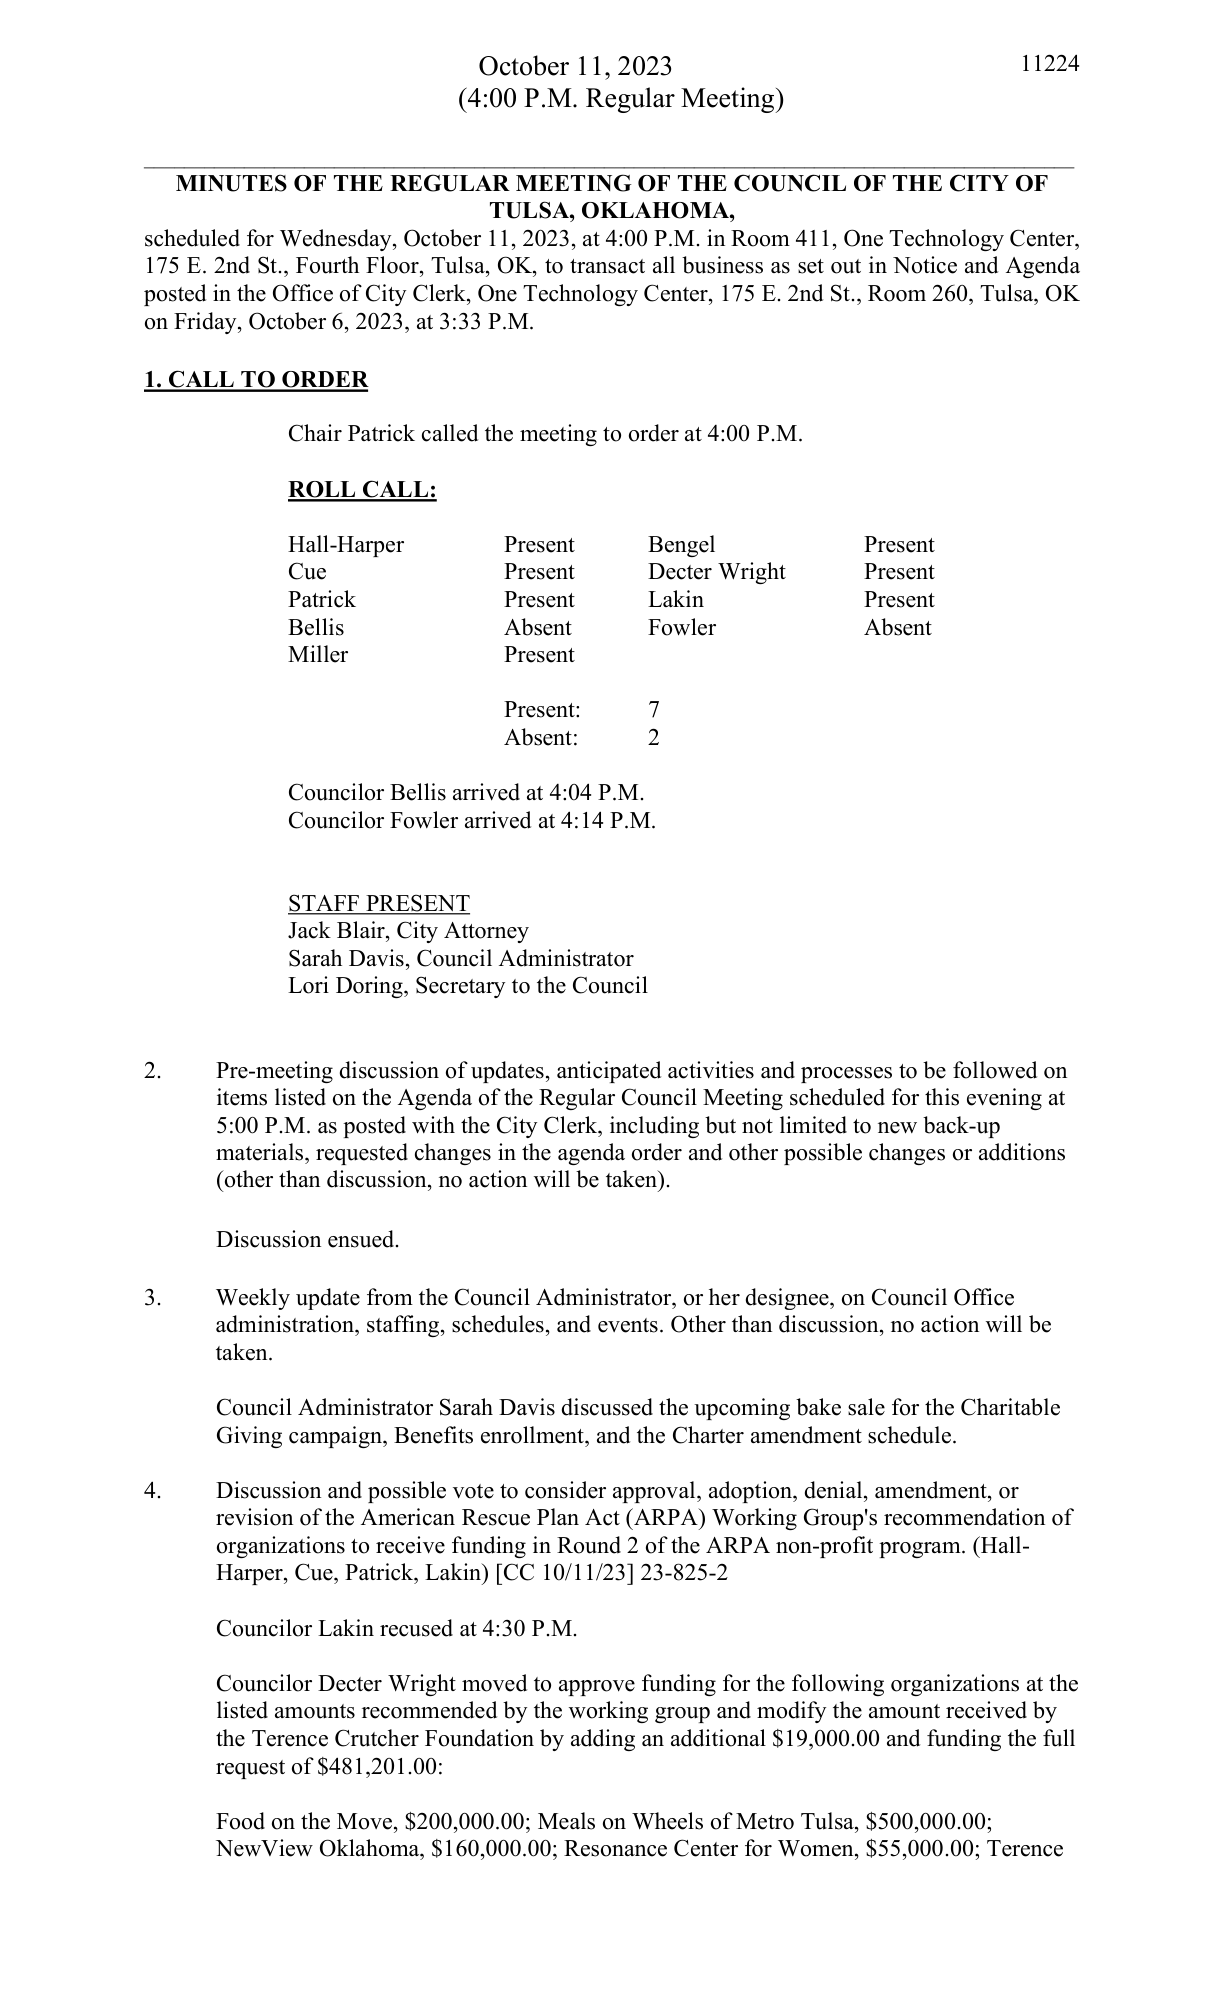 October 11, 2023 11224
(4:00 P.M. Regular Meeting)
MINUTES OF THE REGULAR MEETING OF THE COUNCIL OF THE CITY OF
TULSA, OKLAHOMA,
scheduled for Wednesday, October 11, 2023, at 4:00 P.M. in Room 411, One Technology Center,
175 E. 2nd St., Fourth Floor, Tulsa, OK, to transact all business as set out in Notice and Agenda
posted in the Office of City Clerk, One Technology Center, 175 E. 2nd St., Room 260, Tulsa, OK
on Friday, October 6, 2023, at 3:33 P.M.
1. CALL TO ORDER
Chair Patrick called the meeting to order at 4:00 P.M.
ROLL CALL:
Hall-Harper Present Bengel Present
Cue Present Decter Wright Present
Patrick Present Lakin Present
Bellis Absent Fowler Absent
Miller Present
Present: 7
Absent: 2
Councilor Bellis arrived at 4:04 P.M.
Councilor Fowler arrived at 4:14 P.M.
STAFF PRESENT
Jack Blair, City Attorney
Sarah Davis, Council Administrator
Lori Doring, Secretary to the Council
2. Pre-meeting discussion of updates, anticipated activities and processes to be followed on
items listed on the Agenda of the Regular Council Meeting scheduled for this evening at
5:00 P.M. as posted with the City Clerk, including but not limited to new back-up
materials, requested changes in the agenda order and other possible changes or additions
(other than discussion, no action will be taken).
Discussion ensued.
3. Weekly update from the Council Administrator, or her designee, on Council Office
administration, staffing, schedules, and events. Other than discussion, no action will be
taken.
Council Administrator Sarah Davis discussed the upcoming bake sale for the Charitable
Giving campaign, Benefits enrollment, and the Charter amendment schedule.
4. Discussion and possible vote to consider approval, adoption, denial, amendment, or
revision of the American Rescue Plan Act (ARPA) Working Group's recommendation of
organizations to receive funding in Round 2 of the ARPA non-profit program. (Hall-
Harper, Cue, Patrick, Lakin) [CC 10/11/23] 23-825-2
Councilor Lakin recused at 4:30 P.M.
Councilor Decter Wright moved to approve funding for the following organizations at the
listed amounts recommended by the working group and modify the amount received by
the Terence Crutcher Foundation by adding an additional $19,000.00 and funding the full
request of $481,201.00:
Food on the Move, $200,000.00; Meals on Wheels of Metro Tulsa, $500,000.00;
NewView Oklahoma, $160,000.00; Resonance Center for Women, $55,000.00; Terence